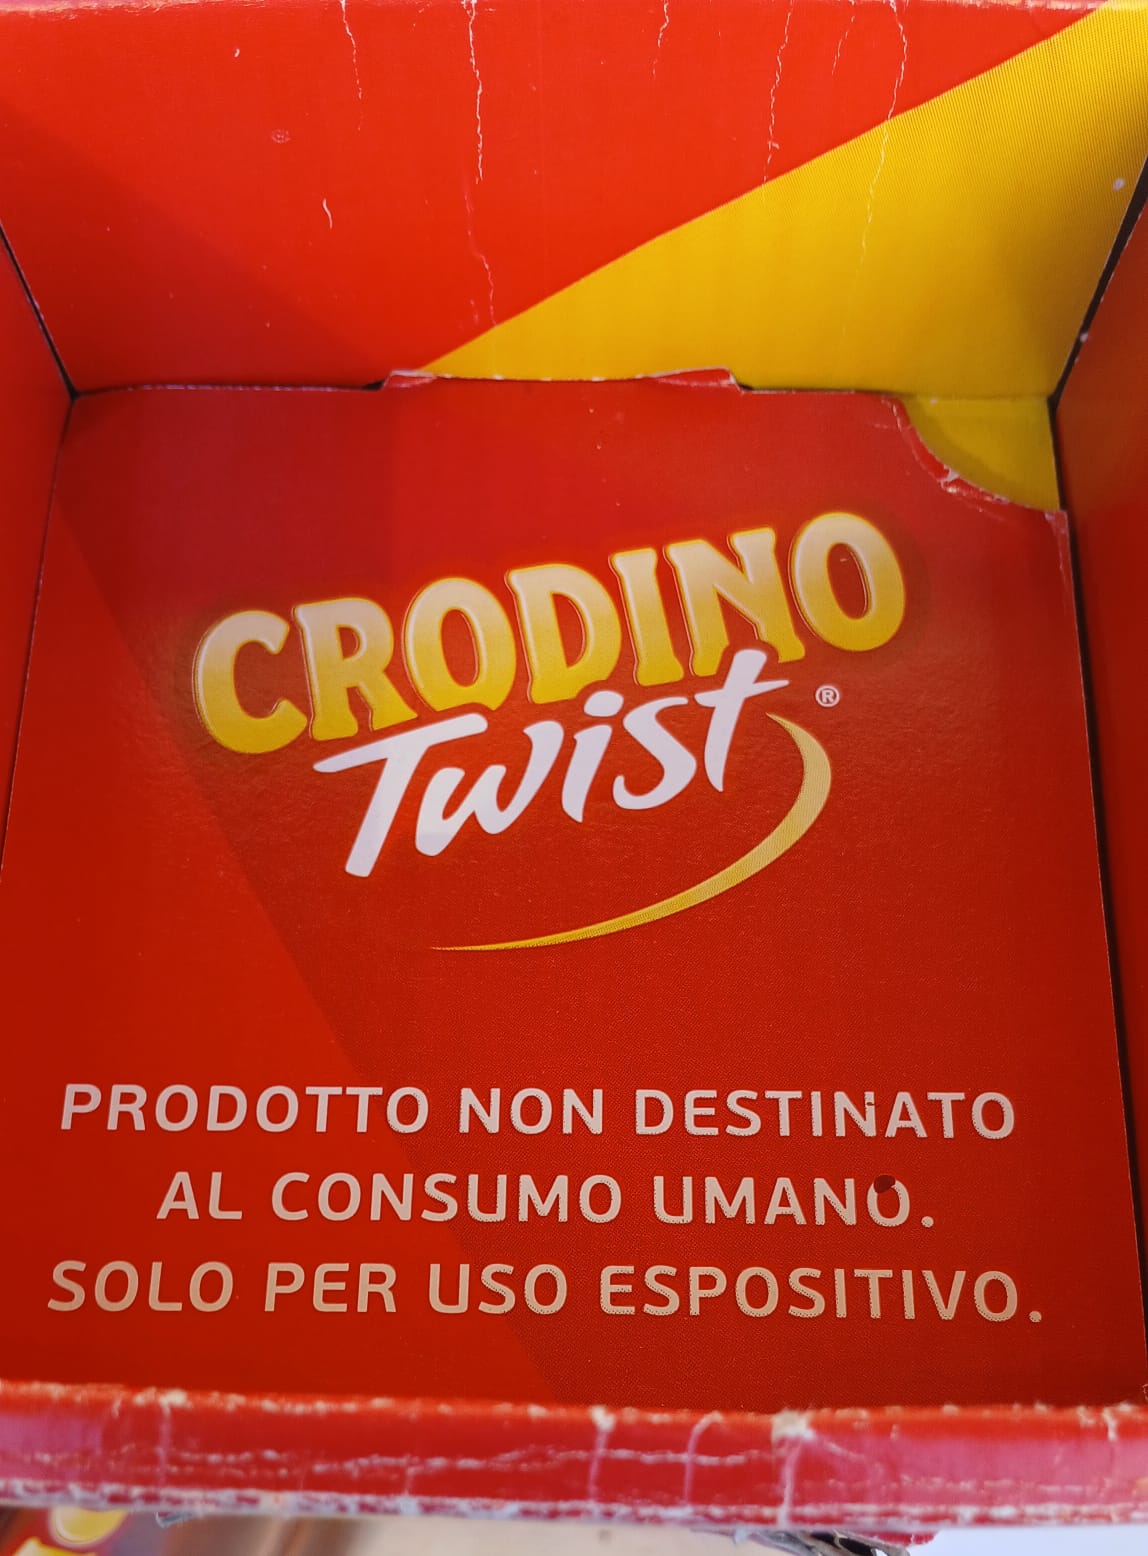 CRODINO
Twist®
PRODOTTO NON DESTINATO
AL CONSUMO UMANO.
SOLO PER USO ESPOSITIVO.